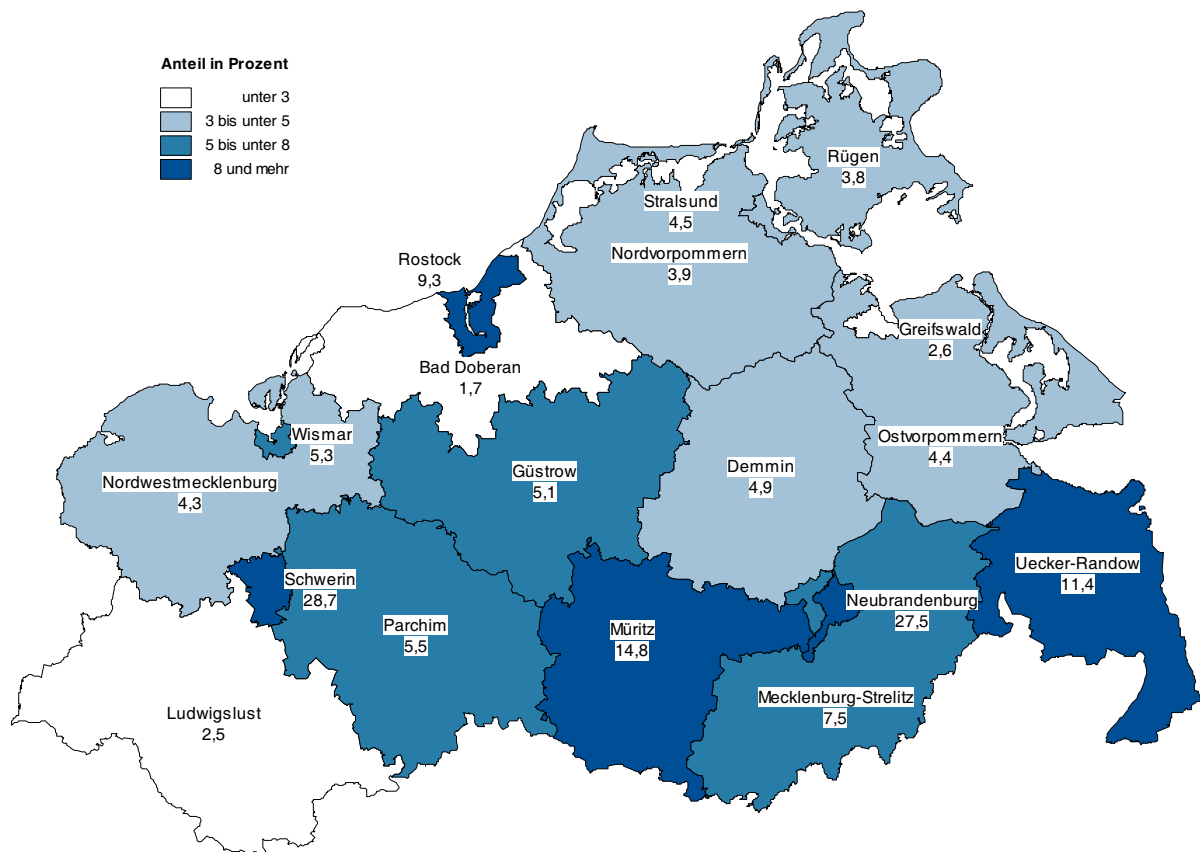 Anteil in Prozent
unter 3
3 bis unter 5
5 bis unter 8
8 und mehr
Rügen
3,8
Stralsund
4,5
Nordvorpommern
3,9
Rostock
9,3
Greifswald
2,6
Bad Doberan
1,7
Wismar
5,3
Ostvorpommern
4,4
Güstrow
5,1
Demmin
4,9
Nordwestmecklenburg
4,3
Uecker-Randow
11,4
Schwerin
28,7
Neubrandenburg
27,5
Parchim
5,5
Müritz
14,8
Mecklenburg-Strelitz
7,5
Ludwigslust
2,5